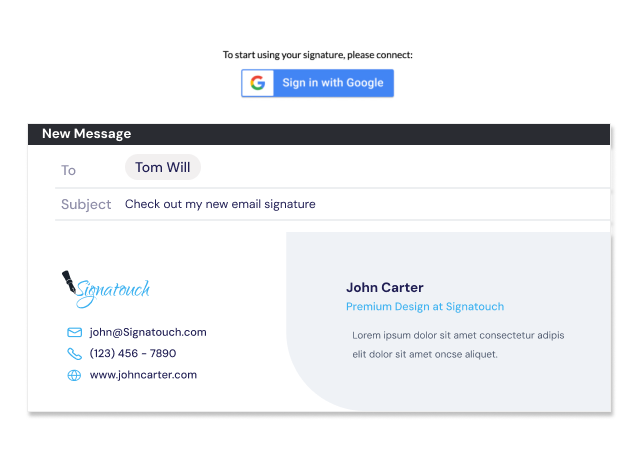 To start using your signature, please connect:
Sign in with Google
New Message
To Tom Will
Subject Check out my new email signature
Signatouch
john@Signatouch.com
(123) 456 - 7890
www.johncarter.com
John Carter
Premium Design at Signatouch
Lorem ipsum dolor sit amet consectetur adipis
elit dolor sit amet oncse aliquet.